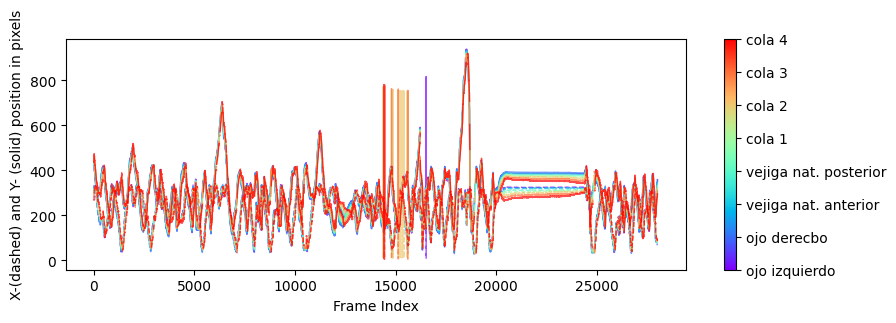 X-(dashed) and Y- (solid) position in pixels
800
600
400
200
0
0
5000
10000
15000
20000
25000
Frame Index
cola 4
cola 3
cola 2
cola 1
vejiga nat. posterior
vejiga nat. anterior
ojo derecbo
ojo izquierdo